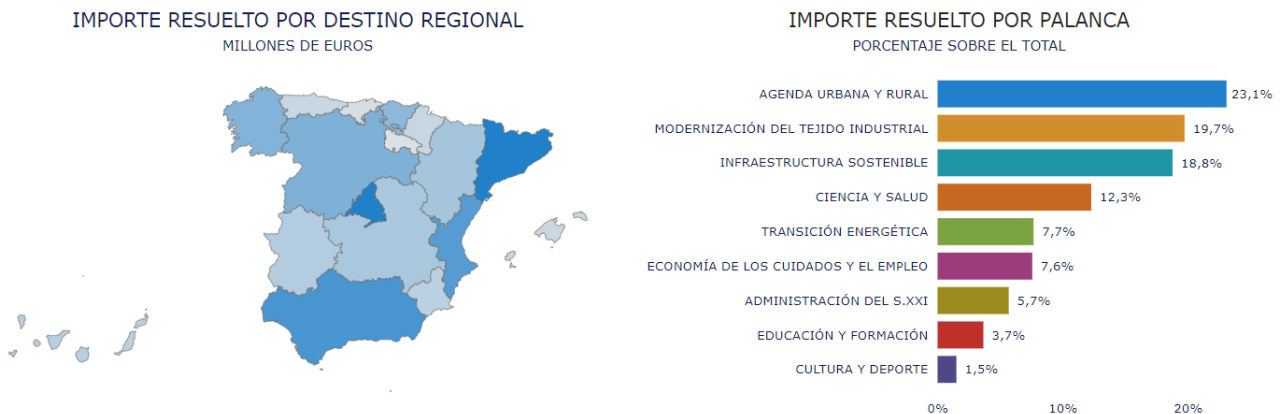 IMPORTE RESUELTO POR DESTINO REGIONAL
MILLONES DE EUROS
IMPORTE RESUELTO POR PALANCA
PORCENTAJE SOBRE EL TOTAL
AGENDA URBANA Y RURAL 23,1%
MODERNIZACIÓN DEL TEJIDO INDUSTRIAL 19,7%
INFRAESTRUCTURA SOSTENIBLE 18,8%
CIENCIA Y SALUD 12,3%
TRANSICIÓN ENERGÉTICA 7,7%
ECONOMÍA DE LOS CUIDADOS Y EL EMPLEO 7,6%
ADMINISTRACIÓN DEL S.XXI 5,7%
EDUCACIÓN Y FORMACIÓN 3,7%
CULTURA Y DEPORTE 1,5%
0% 10% 20%